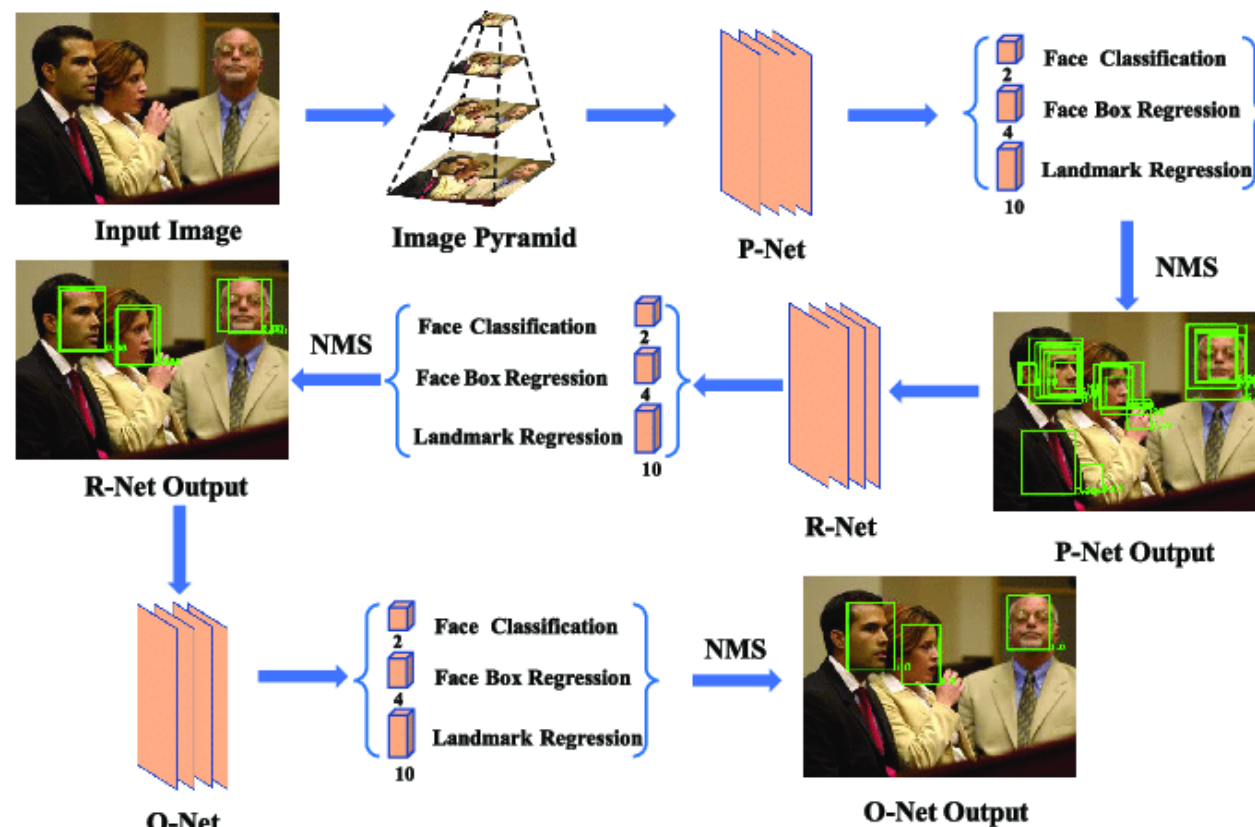 Input Image
Image Pyramid
P-Net
2
Face Classification
4
Face Box Regression
10
Landmark Regression
NMS
P-Net Output
R-Net
2
Face Classification
4
Face Box Regression
10
Landmark Regression
NMS
R-Net Output
O-Net
2
Face Classification
4
Face Box Regression
10
Landmark Regression
NMS
O-Net Output